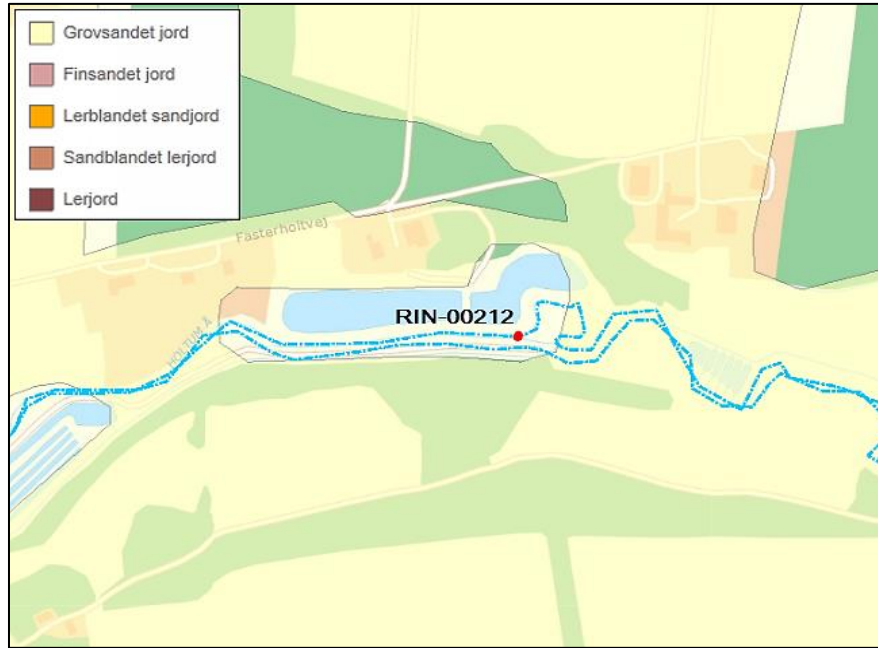 Grovsandet jord
Finsandet jord
Lerblandet sandjord
Sandblandet lerjord
Lerjord
Fasterholtvej
RIN-00212
HOLTUM Å